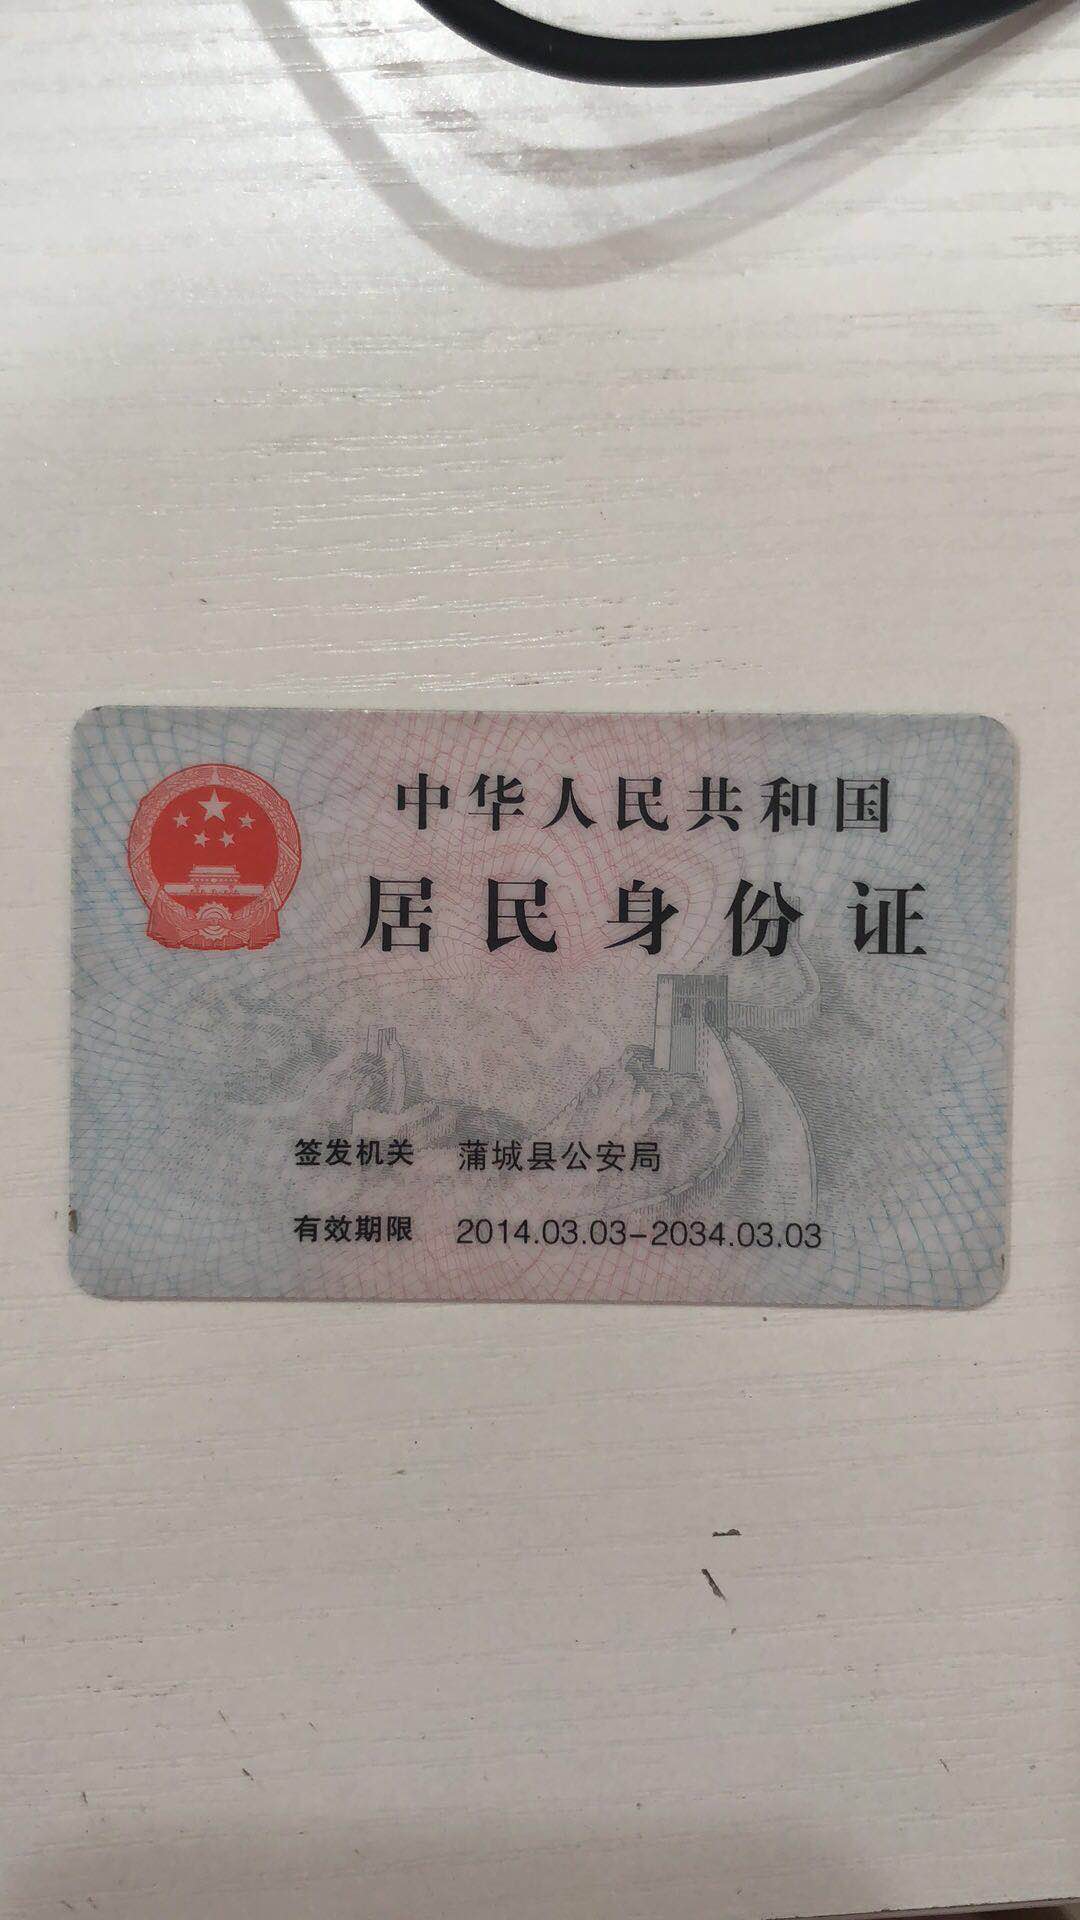 中华人民共和国
居民身份证
签发机关 蒲城县公安局
有效期限 2014.03.03-2034.03.03